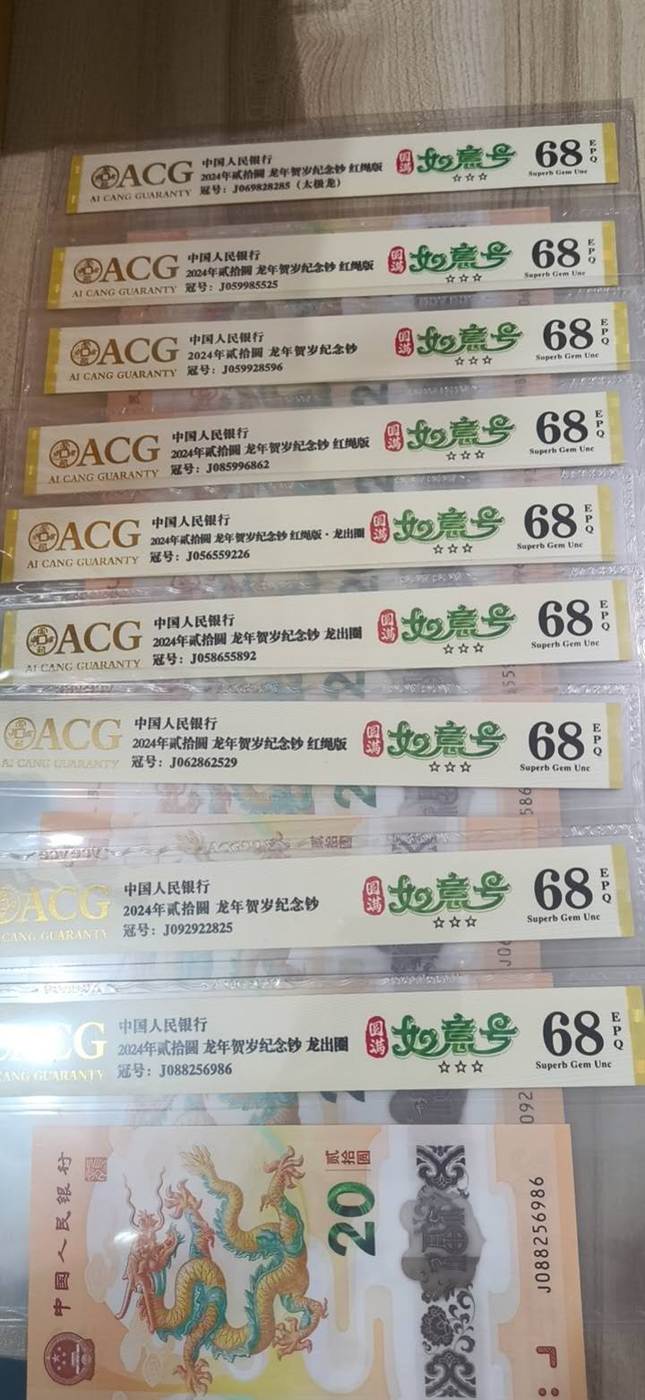 ACG
AI CANG GUARANTY
中国人民银行
2024年贰拾圆 龙年贺岁纪念钞 红绳版
冠号：J069828285（太极龙）
圆满 如意号
☆☆☆
68 EPQ
Superb Gem Unc
ACG
AI CANG GUARANTY
中国人民银行
2024年贰拾圆 龙年贺岁纪念钞 红绳版
冠号：J059985525
圆满 如意号
☆☆☆
68 EPQ
Superb Gem Unc
ACG
AI CANG GUARANTY
中国人民银行
2024年贰拾圆 龙年贺岁纪念钞
冠号：J059928596
圆满 如意号
☆☆☆
68 EPQ
Superb Gem Unc
ACG
AI CANG GUARANTY
中国人民银行
2024年贰拾圆 龙年贺岁纪念钞 红绳版
冠号：J085996862
圆满 如意号
☆☆☆
68 EPQ
Superb Gem Unc
ACG
AI CANG GUARANTY
中国人民银行
2024年贰拾圆 龙年贺岁纪念钞 红绳版·龙出圈
冠号：J056559226
圆满 如意号
☆☆☆
68 EPQ
Superb Gem Unc
ACG
AI CANG GUARANTY
中国人民银行
2024年贰拾圆 龙年贺岁纪念钞 龙出圈
冠号：J058655892
圆满 如意号
☆☆☆
68 EPQ
Superb Gem Unc
ACG
AI CANG GUARANTY
中国人民银行
2024年贰拾圆 龙年贺岁纪念钞 红绳版
冠号：J062862529
圆满 如意号
☆☆☆
68 EPQ
Superb Gem Unc
贰拾圆
ACG
CANG GUARANTY
中国人民银行
2024年贰拾圆 龙年贺岁纪念钞
冠号：J092922825
圆满 如意号
☆☆☆
68 EPQ
Superb Gem Unc
CG
CANG GUARANTY
中国人民银行
2024年贰拾圆 龙年贺岁纪念钞 龙出圈
冠号：J088256986
圆满 如意号
☆☆☆
68 EPQ
Superb Gem Unc
092
中国人民银行
贰拾圆
20
J088256986